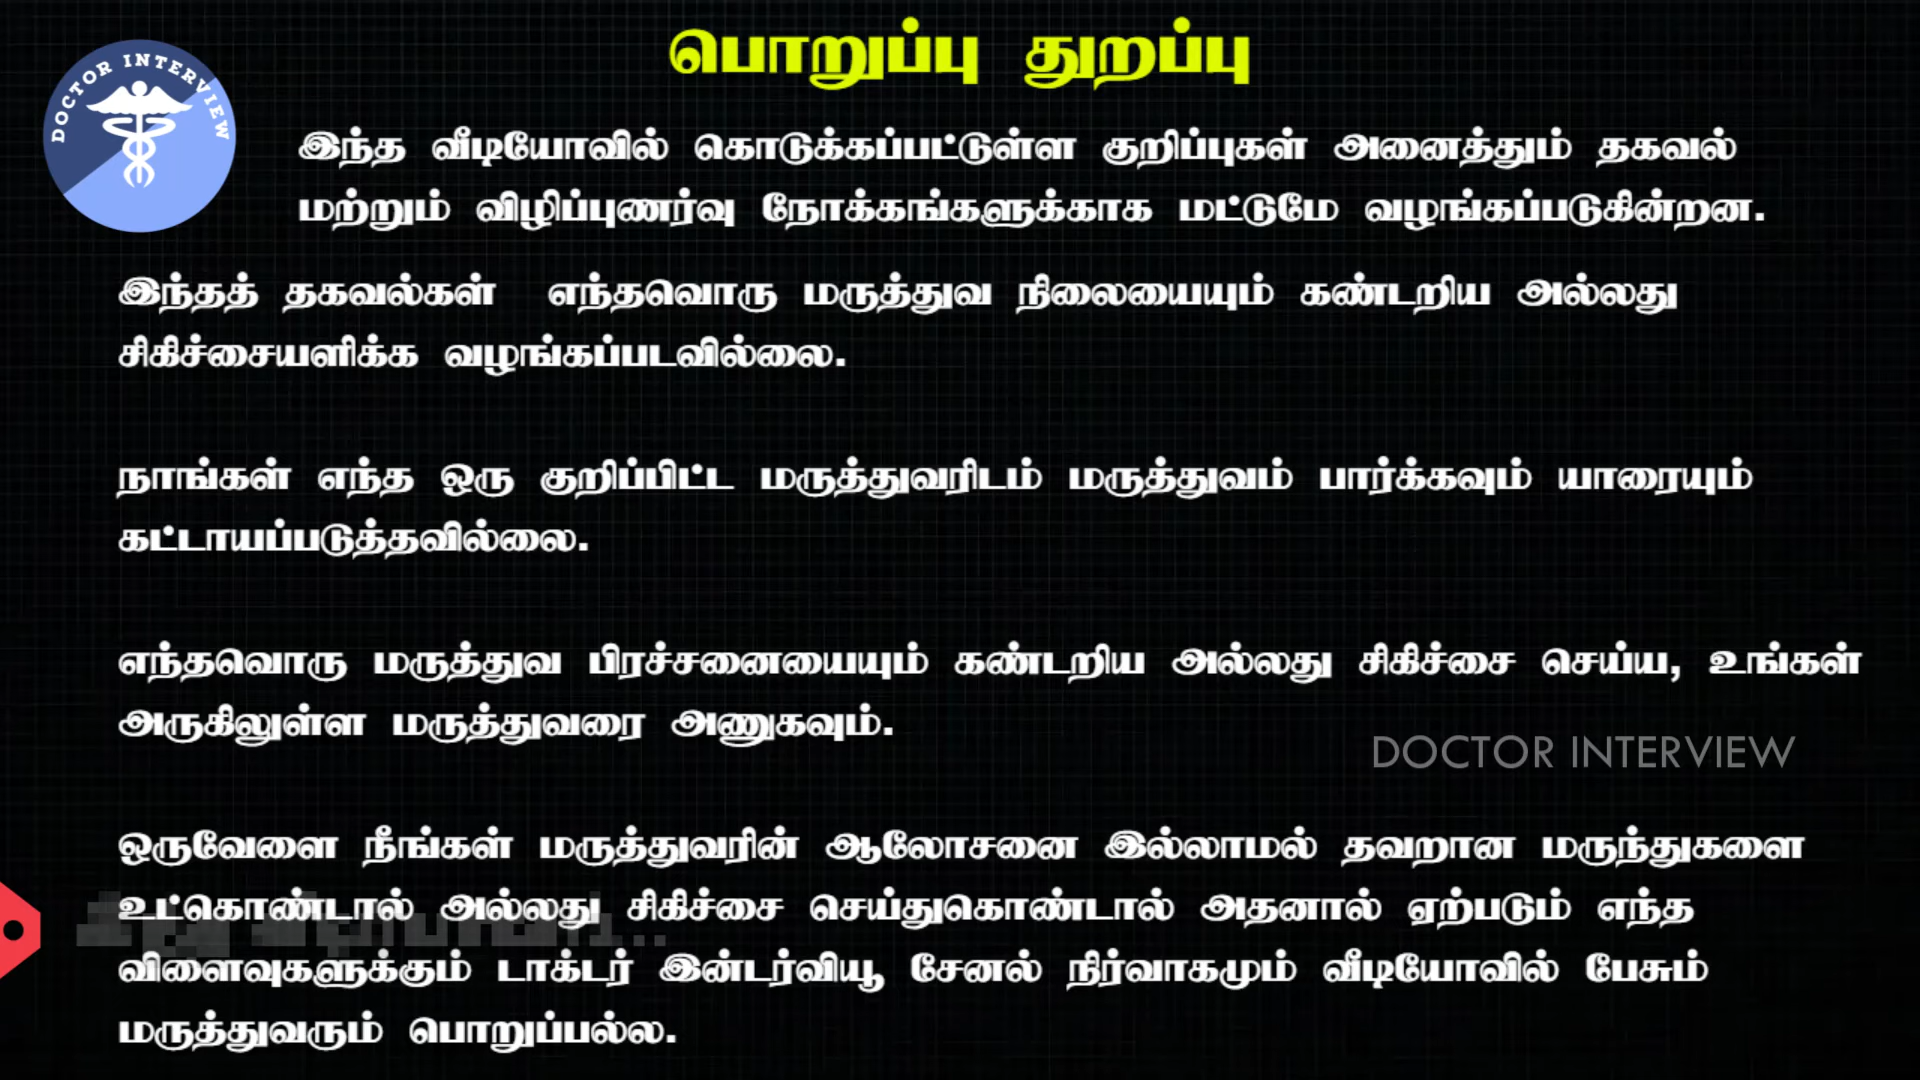 DOCTOR INTERVIEW
பொறுப்பு துறப்பு
இந்த வீடியோவில் கொடுக்கப்பட்டுள்ள குறிப்புகள் அனைத்தும் தகவல்
மற்றும் விழிப்புணர்வு நோக்கங்களுக்காக மட்டுமே வழங்கப்படுகின்றன.
இந்தத் தகவல்கள் எந்தவொரு மருத்துவ நிலையையும் கண்டறிய அல்லது
சிகிச்சையளிக்க வழங்கப்படவில்லை.
நாங்கள் எந்த ஒரு குறிப்பிட்ட மருத்துவரிடம் மருத்துவம் பார்க்கவும் யாரையும்
கட்டாயப்படுத்தவில்லை.
எந்தவொரு மருத்துவ பிரச்சனையையும் கண்டறிய அல்லது சிகிச்சை செய்ய, உங்கள்
அருகிலுள்ள மருத்துவரை அணுகவும்.
DOCTOR INTERVIEW
ஒருவேளை நீங்கள் மருத்துவரின் ஆலோசனை இல்லாமல் தவறான மருந்துகளை
உட்கொண்டால் அல்லது சிகிச்சை செய்துகொண்டால் அதனால் ஏற்படும் எந்த
விளைவுகளுக்கும் டாக்டர் இன்டர்வியூ சேனல் நிர்வாகமும் வீடியோவில் பேசும்
மருத்துவரும் பொறுப்பல்ல.